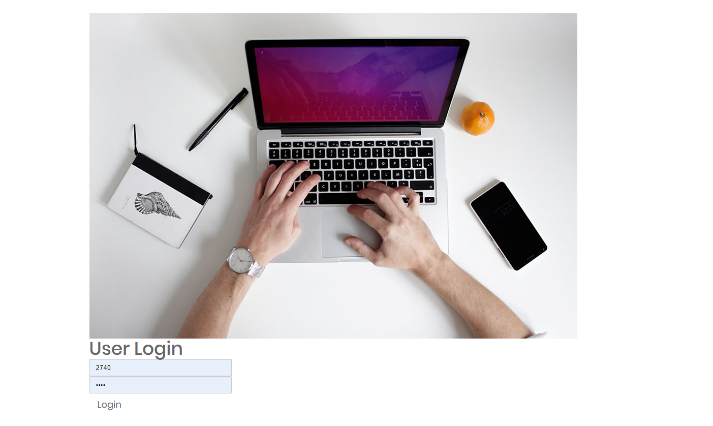 User Login
2740
••••
Login